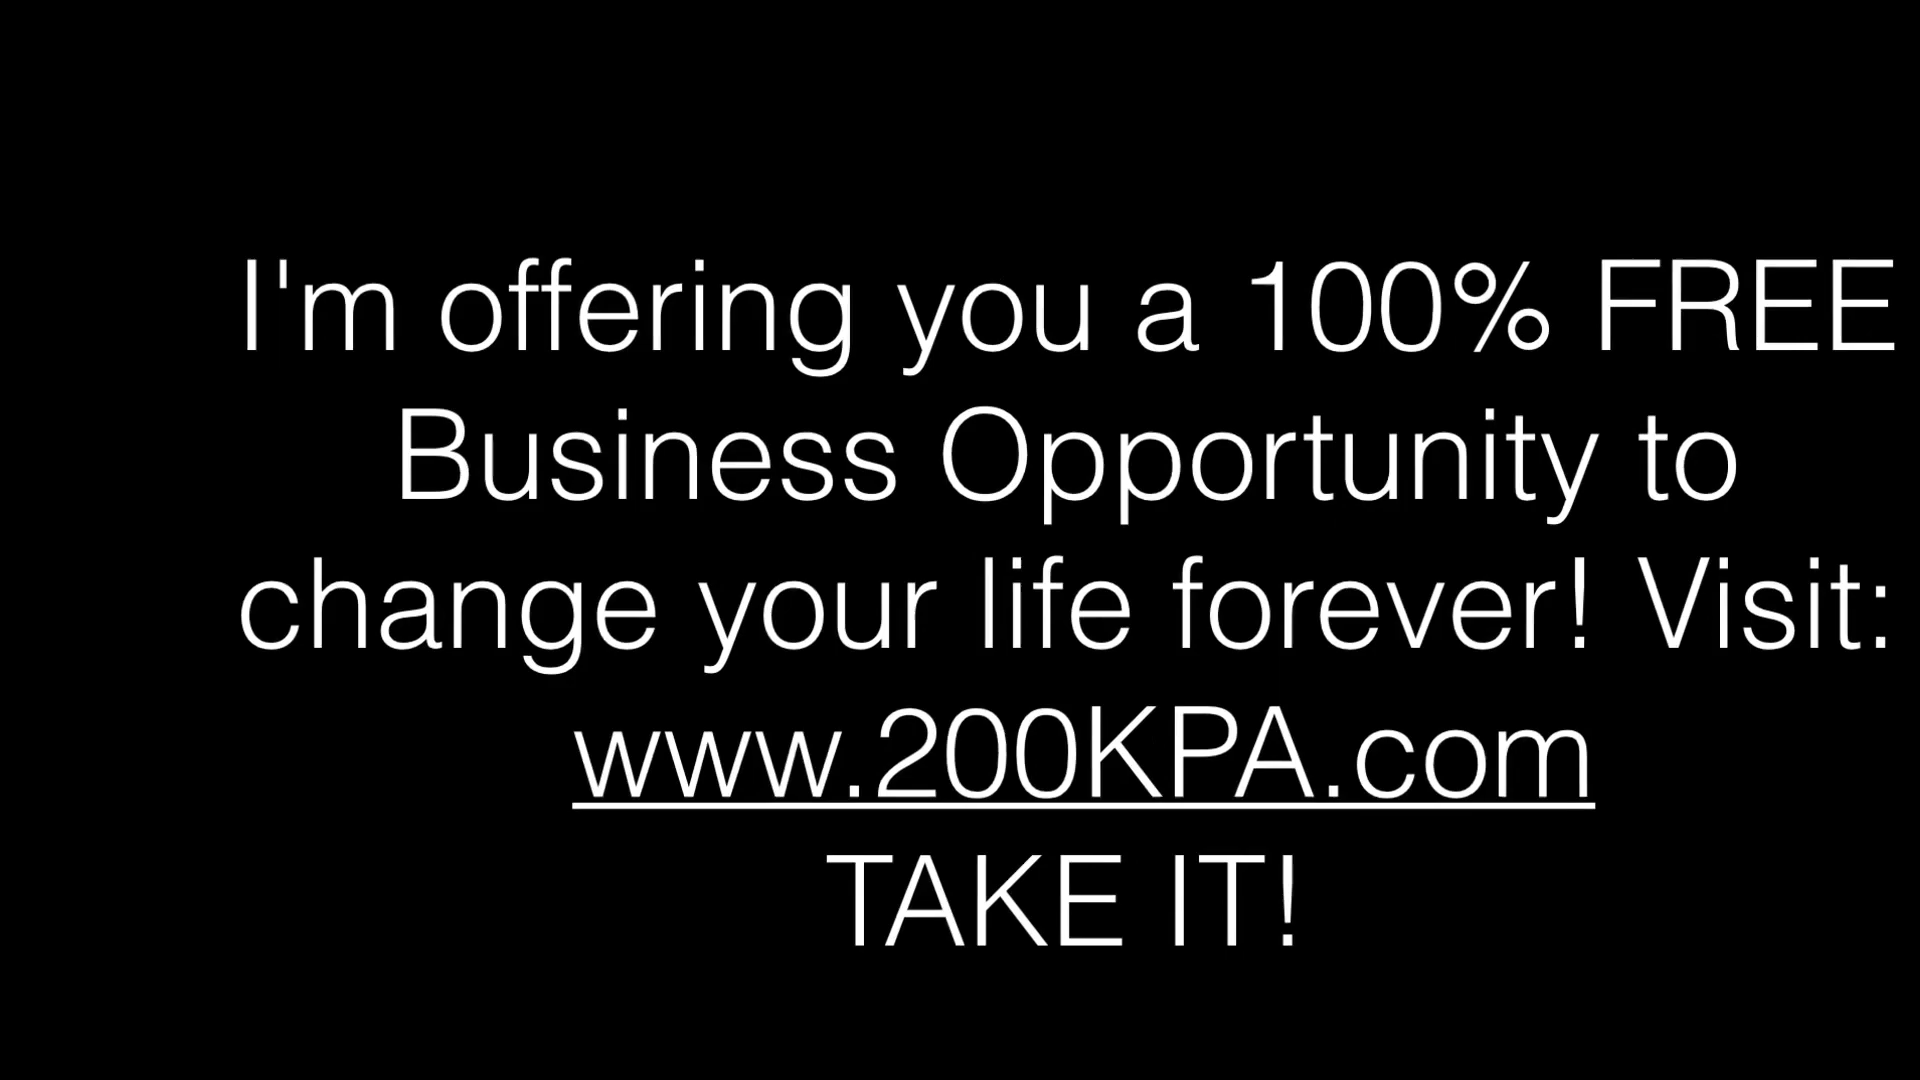 I'm offering you a 100% FREE
Business Opportunity to
change your life forever! Visit:
www.200KPA.com
TAKE IT!